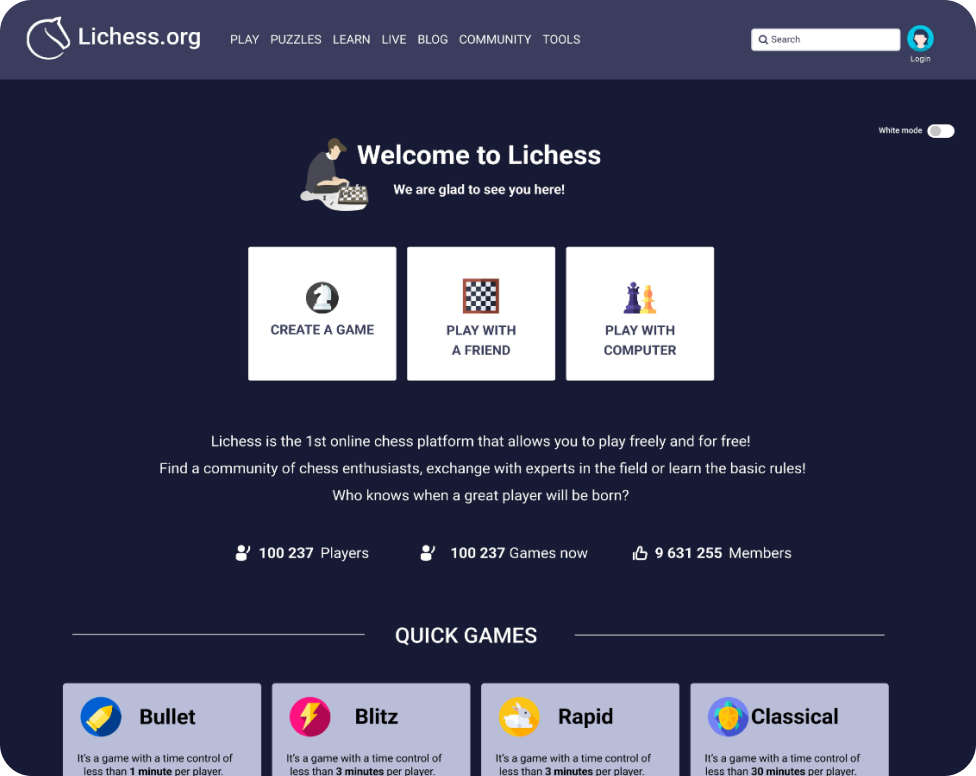 Lichess.org
PLAY PUZZLES LEARN LIVE BLOG COMMUNITY TOOLS
Search
Login
White mode
Welcome to Lichess
We are glad to see you here!
CREATE A GAME
PLAY WITH
A FRIEND
PLAY WITH
COMPUTER
Lichess is the 1st online chess platform that allows you to play freely and for free!
Find a community of chess enthusiasts, exchange with experts in the field or learn the basic rules!
Who knows when a great player will be born?
100 237 Players
100 237 Games now
9 631 255 Members
QUICK GAMES
Bullet
It's a game with a time control of
less than 1 minute per player.
Blitz
It's a game with a time control of
less than 3 minutes per player.
Rapid
It's a game with a time control of
less than 3 minutes per player.
Classical
It's a game with a time control of
less than 30 minutes per player.